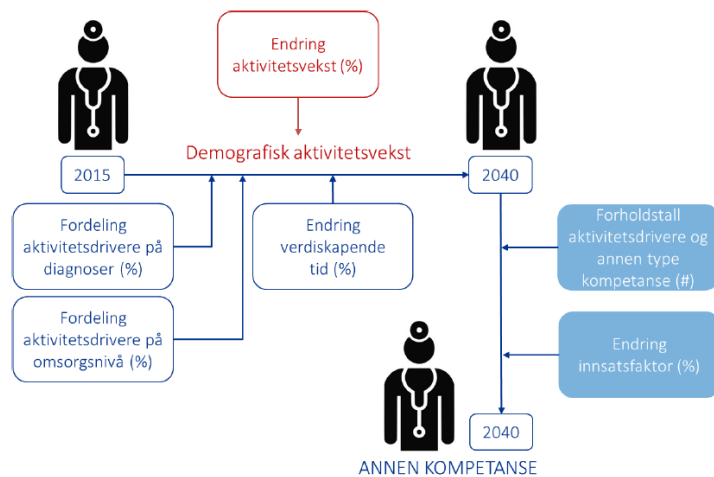 Endring
aktivitetsvekst (%)
Demografisk aktivitetsvekst
2015
2040
Fordeling
aktivitetsdrivere på
diagnoser (%)
Endring
verdiskapende
tid (%)
Forholdstall
aktivitetsdrivere og
annen type
kompetanse (#)
Fordeling
aktivitetsdrivere på
omsorgsnivå (%)
Endring
innsatsfaktor (%)
2040
ANNEN KOMPETANSE